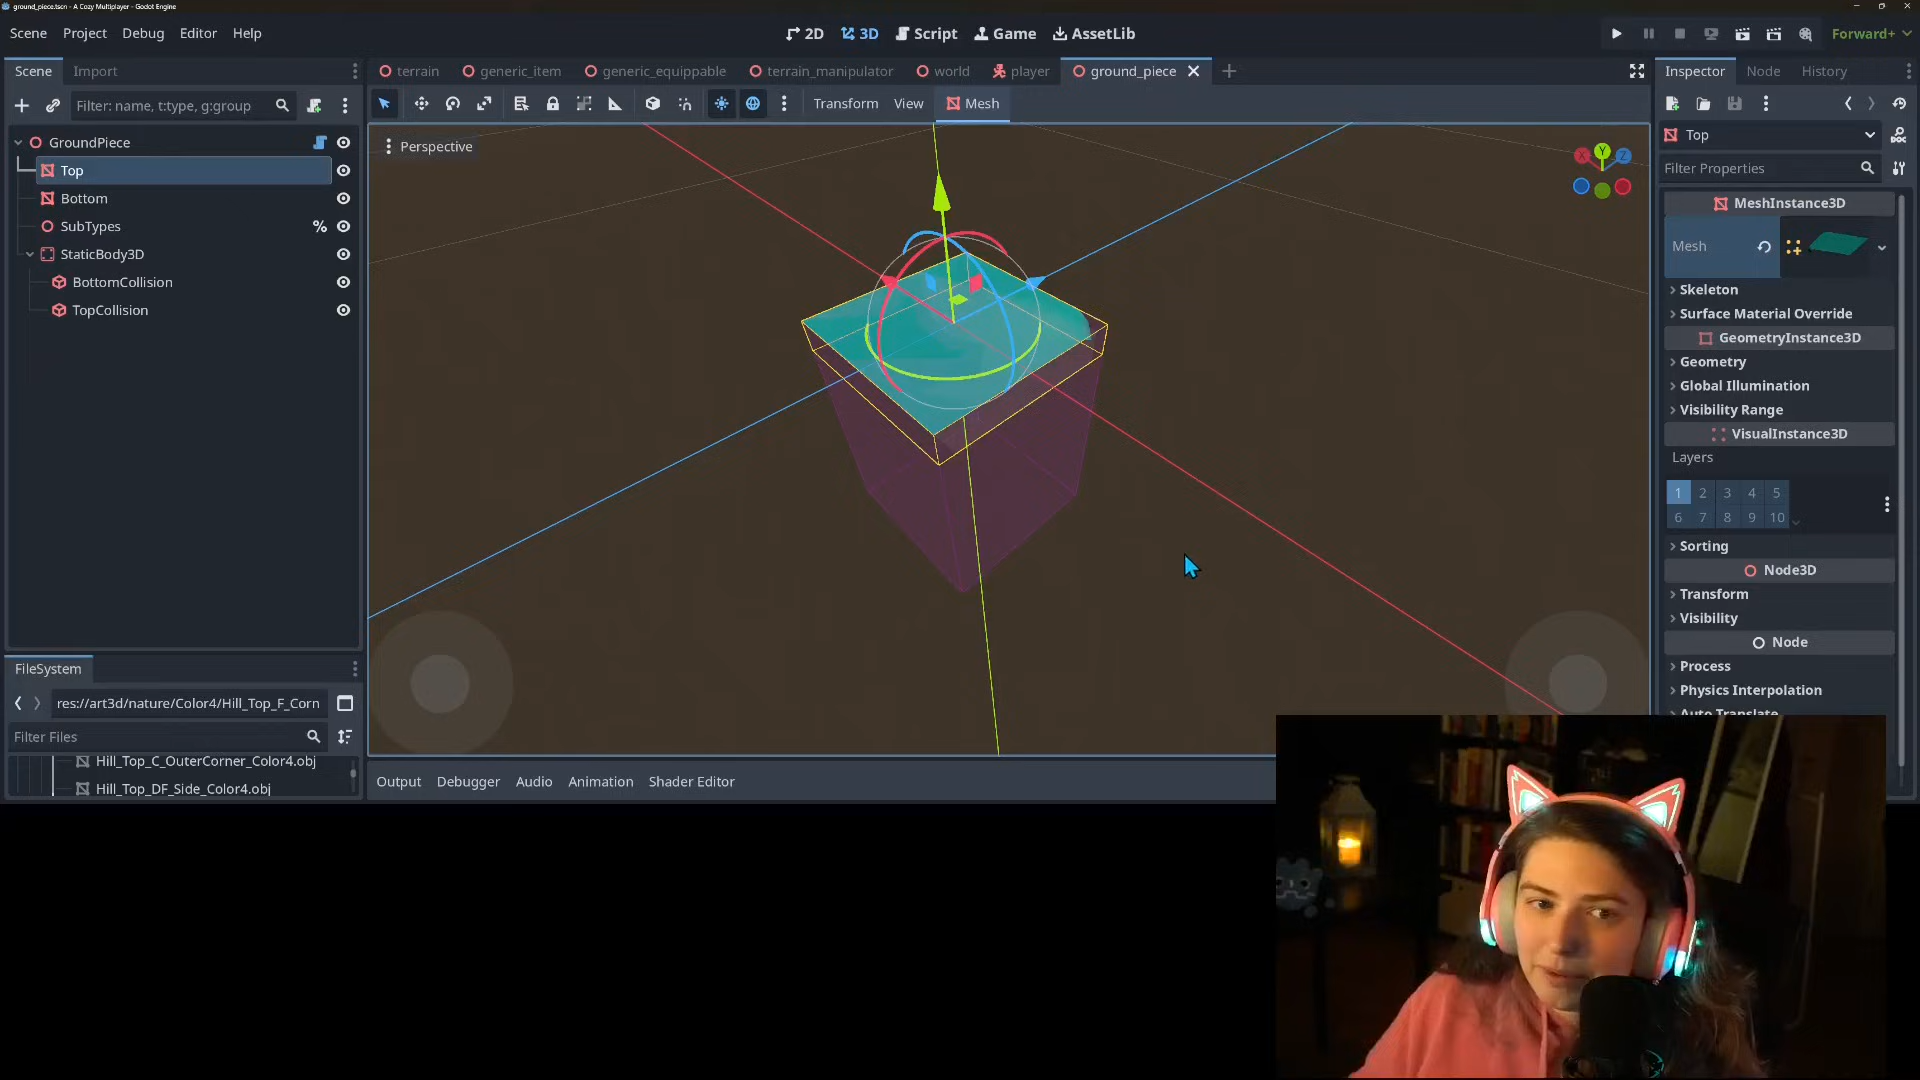 ground_piece.tscn - A Cozy Multiplayer - Godot Engine
Scene Project Debug Editor Help
2D 3D Script Game AssetLib
Forward+
Scene Import
terrain generic_item generic_equippable terrain_manipulator world player ground_piece
Inspector Node History
Filter: name, t:type, g:group
Transform View Mesh
GroundPiece
Top
Bottom
SubTypes %
StaticBody3D
BottomCollision
TopCollision
Perspective
X Y Z
Top
Filter Properties
MeshInstance3D
Mesh
Skeleton
Surface Material Override
GeometryInstance3D
Geometry
Global Illumination
Visibility Range
VisualInstance3D
Layers
1 2 3 4 5
6 7 8 9 10
Sorting
Node3D
Transform
Visibility
Node
Process
Physics Interpolation
Auto Translate
FileSystem
res://art3d/nature/Color4/Hill_Top_F_Corn
Filter Files
Hill_Top_C_OuterCorner_Color4.obj
Hill_Top_DF_Side_Color4.obj
Output Debugger Audio Animation Shader Editor